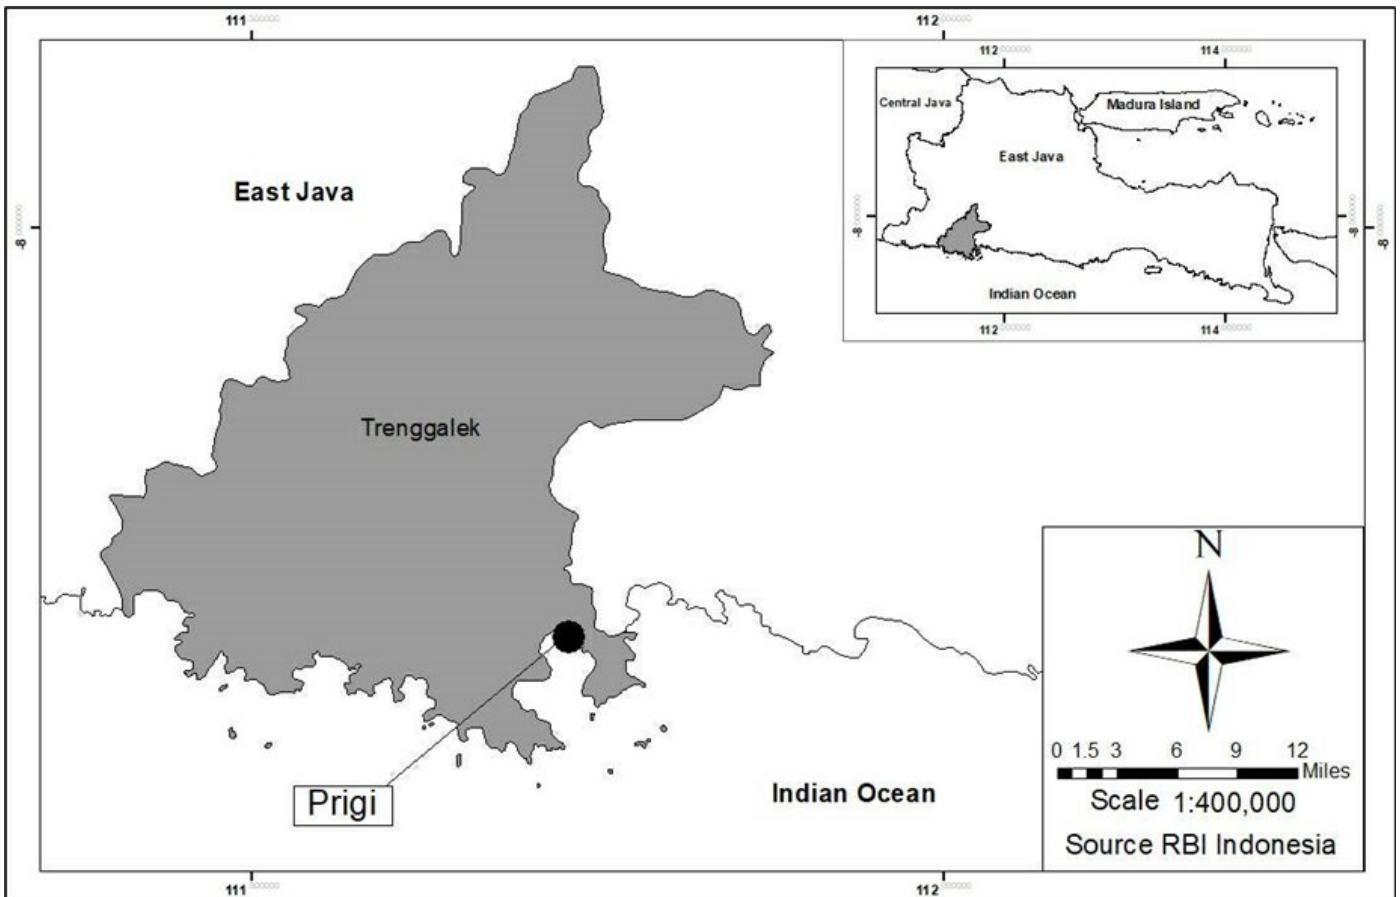 111
112
112
114
Central Java
Madura Island
East Java
East Java
-8
-8
-8
-8
Indian Ocean
112
114
Trenggalek
N
0 1.5 3 6 9 12
Miles
Prigi
Indian Ocean
Scale 1:400,000
Source RBI Indonesia
111
112